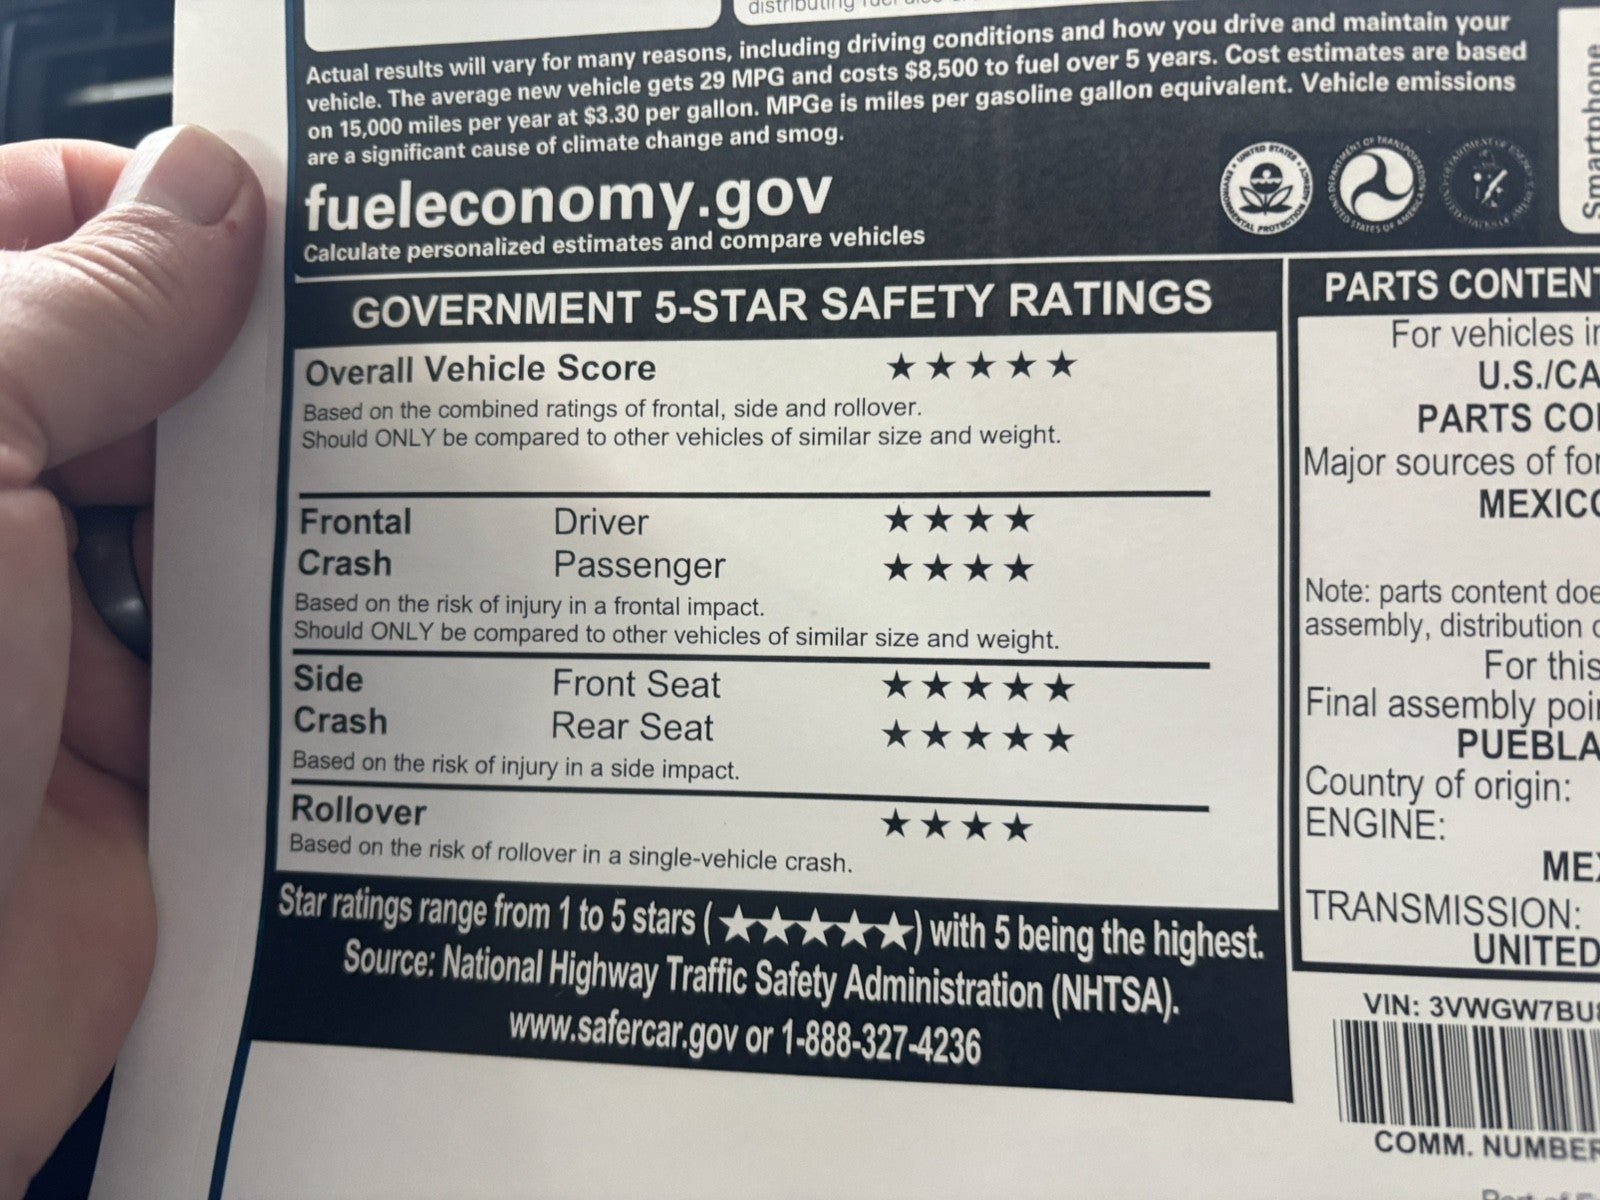 distributing
Actual results will vary for many reasons, including driving conditions and how you drive and maintain your
vehicle. The average new vehicle gets 29 MPG and costs $8,500 to fuel over 5 years. Cost estimates are based
on 15,000 miles per year at $3.30 per gallon. MPGe is miles per gasoline gallon equivalent. Vehicle emissions
are a significant cause of climate change and smog.
fueleconomy.gov
Calculate personalized estimates and compare vehicles
Smartphone
GOVERNMENT 5-STAR SAFETY RATINGS
Overall Vehicle Score ★★★★★
Based on the combined ratings of frontal, side and rollover.
Should ONLY be compared to other vehicles of similar size and weight.
Frontal Driver ★★★★
Crash Passenger ★★★★
Based on the risk of injury in a frontal impact.
Should ONLY be compared to other vehicles of similar size and weight.
Side Front Seat ★★★★★
Crash Rear Seat ★★★★★
Based on the risk of injury in a side impact.
Rollover ★★★★
Based on the risk of rollover in a single-vehicle crash.
Star ratings range from 1 to 5 stars (★★★★★) with 5 being the highest.
Source: National Highway Traffic Safety Administration (NHTSA).
www.safercar.gov or 1-888-327-4236
PARTS CONTENT
For vehicles in
U.S./CA
PARTS CO
Major sources of for
MEXICO
Note: parts content doe
assembly, distribution
For this
Final assembly poi
PUEBLA
Country of origin:
ENGINE:
MEX
TRANSMISSION:
UNITED
VIN: 3VWGW7BU
COMM. NUMBER